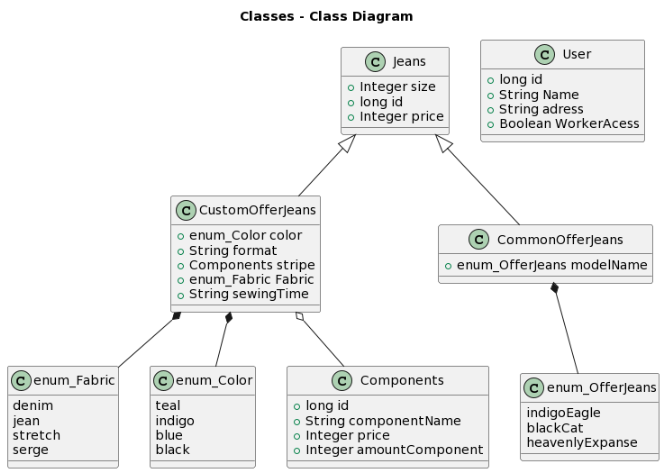 Classes - Class Diagram
C Jeans
Integer size
long id
Integer price
C User
long id
String Name
String adress
Boolean WorkerAcess
C CustomOfferJeans
enum_Color color
String format
Components stripe
enum_Fabric Fabric
String sewingTime
C CommonOfferJeans
enum_OfferJeans modelName
C enum_Fabric
denim
jean
stretch
serge
C enum_Color
teal
indigo
blue
black
C Components
long id
String componentName
Integer price
Integer amountComponent
C enum_OfferJeans
indigoEagle
blackCat
heavenlyExpanse